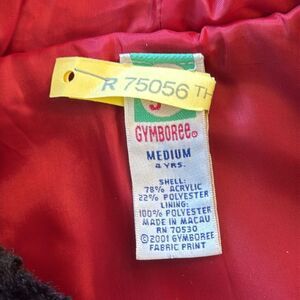 R 75056 TH
GYMBOREE®
MEDIUM
4 YRS.
SHELL:
78% ACRYLIC
22% POLYESTER
LINING:
100% POLYESTER
MADE IN MACAU
RN 70530
©2001 GYMBOREE
FABRIC PRINT